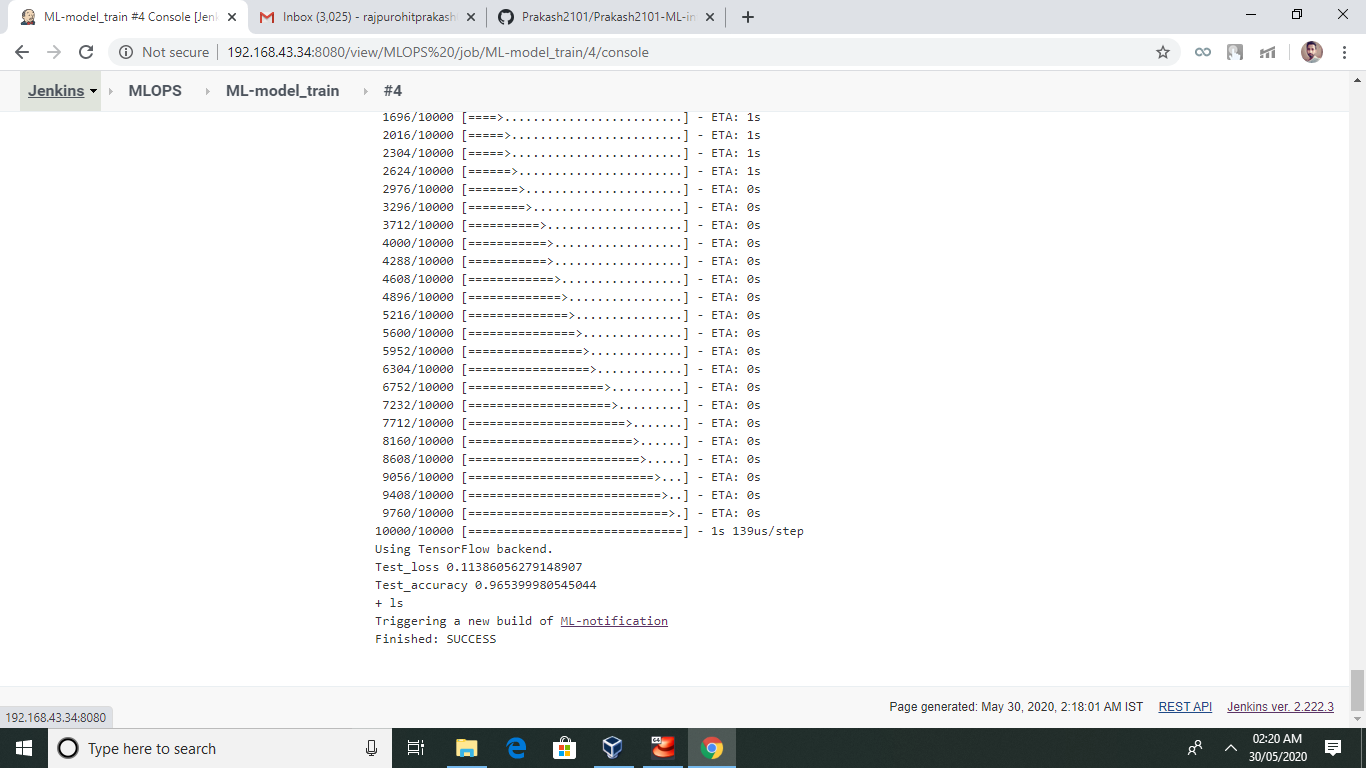 ML-model_train #4 Console [Jen
Inbox (3,025) - rajpurohitprakash
Prakash2101/Prakash2101-ML-in
Not secure
192.168.43.34:8080/view/MLOPS%20/job/ML-model_train/4/console
Jenkins
MLOPS
ML-model_train
#4
1696/10000 [====>.........................] - ETA: 1s
2016/10000 [=====>........................] - ETA: 1s
2304/10000 [=====>........................] - ETA: 1s
2624/10000 [======>.......................] - ETA: 1s
2976/10000 [=======>......................] - ETA: 0s
3296/10000 [========>.....................] - ETA: 0s
3712/10000 [==========>...................] - ETA: 0s
4000/10000 [===========>..................] - ETA: 0s
4288/10000 [===========>..................] - ETA: 0s
4608/10000 [============>.................] - ETA: 0s
4896/10000 [=============>................] - ETA: 0s
5216/10000 [==============>...............] - ETA: 0s
5600/10000 [===============>..............] - ETA: 0s
5952/10000 [================>.............] - ETA: 0s
6304/10000 [=================>............] - ETA: 0s
6752/10000 [===================>..........] - ETA: 0s
7232/10000 [====================>.........] - ETA: 0s
7712/10000 [======================>.......] - ETA: 0s
8160/10000 [=======================>......] - ETA: 0s
8608/10000 [========================>.....] - ETA: 0s
9056/10000 [==========================>...] - ETA: 0s
9408/10000 [===========================>..] - ETA: 0s
9760/10000 [============================>.] - ETA: 0s
10000/10000 [==============================] - 1s 139us/step
Using TensorFlow backend.
Test_loss 0.11386056279148907
Test_accuracy 0.965399980545044
+ ls
Triggering a new build of ML-notification
Finished: SUCCESS
Page generated: May 30, 2020, 2:18:01 AM IST
REST API
Jenkins ver. 2.222.3
192.168.43.34:8080
Type here to search
02:20 AM
30/05/2020